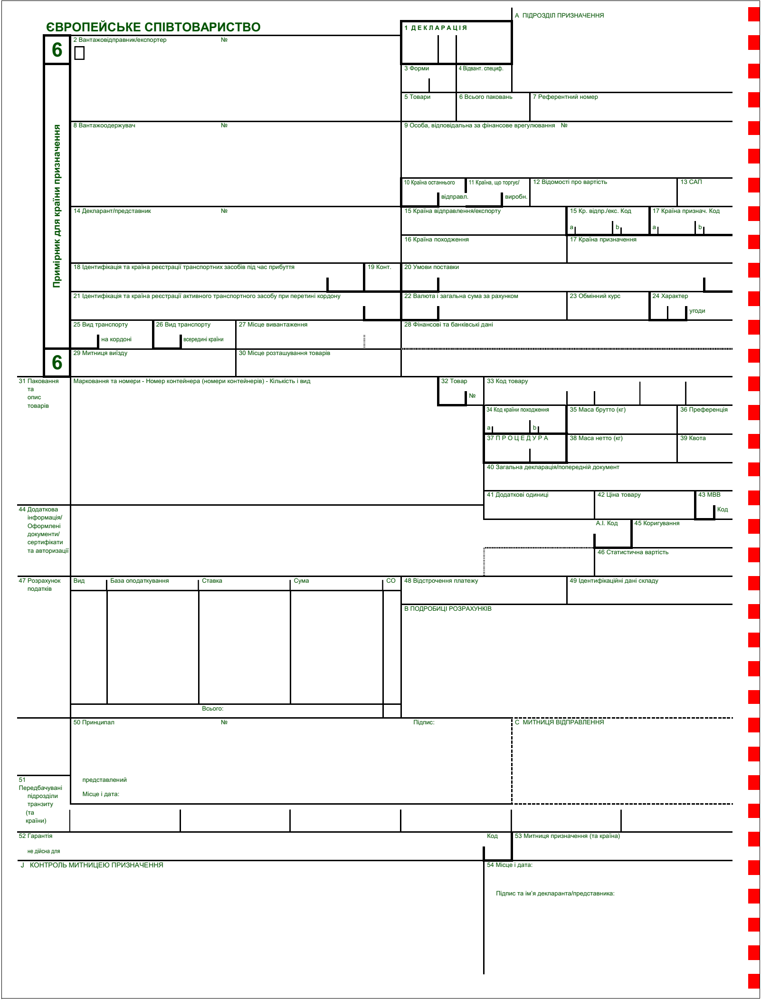 A ПІДРОЗДІЛ ПРИЗНАЧЕННЯ
ЄВРОПЕЙСЬКЕ СПІВТОВАРИСТВО
1 ДЕКЛАРАЦІЯ
6
2 Вантажовідправник/експортер №
3 Форми
4 Відвант. специф.
5 Товари
6 Всього паковань
7 Референтний номер
Примірник для країни призначення
8 Вантажоодержувач №
9 Особа, відповідальна за фінансове врегулювання №
10 Країна останнього
відправл.
11 Країна, що торгує/
виробн.
12 Відомості про вартість
13 САП
14 Декларант/представник №
15 Країна відправлення/експорту
15 Кр. відпр./екс. Код
a b
17 Країна признач. Код
a b
16 Країна походження
17 Країна призначення
18 Ідентифікація та країна реєстрації транспортних засобів під час прибуття
19 Конт.
20 Умови поставки
21 Ідентифікація та країна реєстрації активного транспортного засобу при перетині кордону
22 Валюта і загальна сума за рахунком
23 Обмінний курс
24 Характер
угоди
25 Вид транспорту
на кордоні
26 Вид транспорту
всередині країни
27 Місце вивантаження
28 Фінансові та банківські дані
6
29 Митниця виїзду
30 Місце розташування товарів
31 Паковання
та
опис
товарів
Марковання та номери - Номер контейнера (номери контейнерів) - Кількість і вид
32 Товар
№
33 Код товару
34 Код країни походження
a b
35 Маса брутто (кг)
36 Преференція
37 ПРОЦЕДУРА
38 Маса нетто (кг)
39 Квота
40 Загальна декларація/попередній документ
41 Додаткові одиниці
42 Ціна товару
43 МВВ
Код
44 Додаткова
інформація/
Оформлені
документи/
сертифікати
та авторизації
A.I. Код
45 Коригування
46 Статистична вартість
47 Розрахунок
податків
Вид
База оподаткування
Ставка
Сума
СО
48 Відстрочення платежу
49 Ідентифікаційні дані складу
B ПОДРОБИЦІ РОЗРАХУНКІВ
Всього:
50 Принципал № Підпис:
C МИТНИЦЯ ВІДПРАВЛЕННЯ
представлений
Місце і дата:
51
Передбачувані
підрозділи
транзиту
(та
країни)
52 Гарантія
не дійсна для
Код
53 Митниця призначення (та країна)
J КОНТРОЛЬ МИТНИЦЕЮ ПРИЗНАЧЕННЯ
54 Місце і дата:
Підпис та ім'я декларанта/представника: